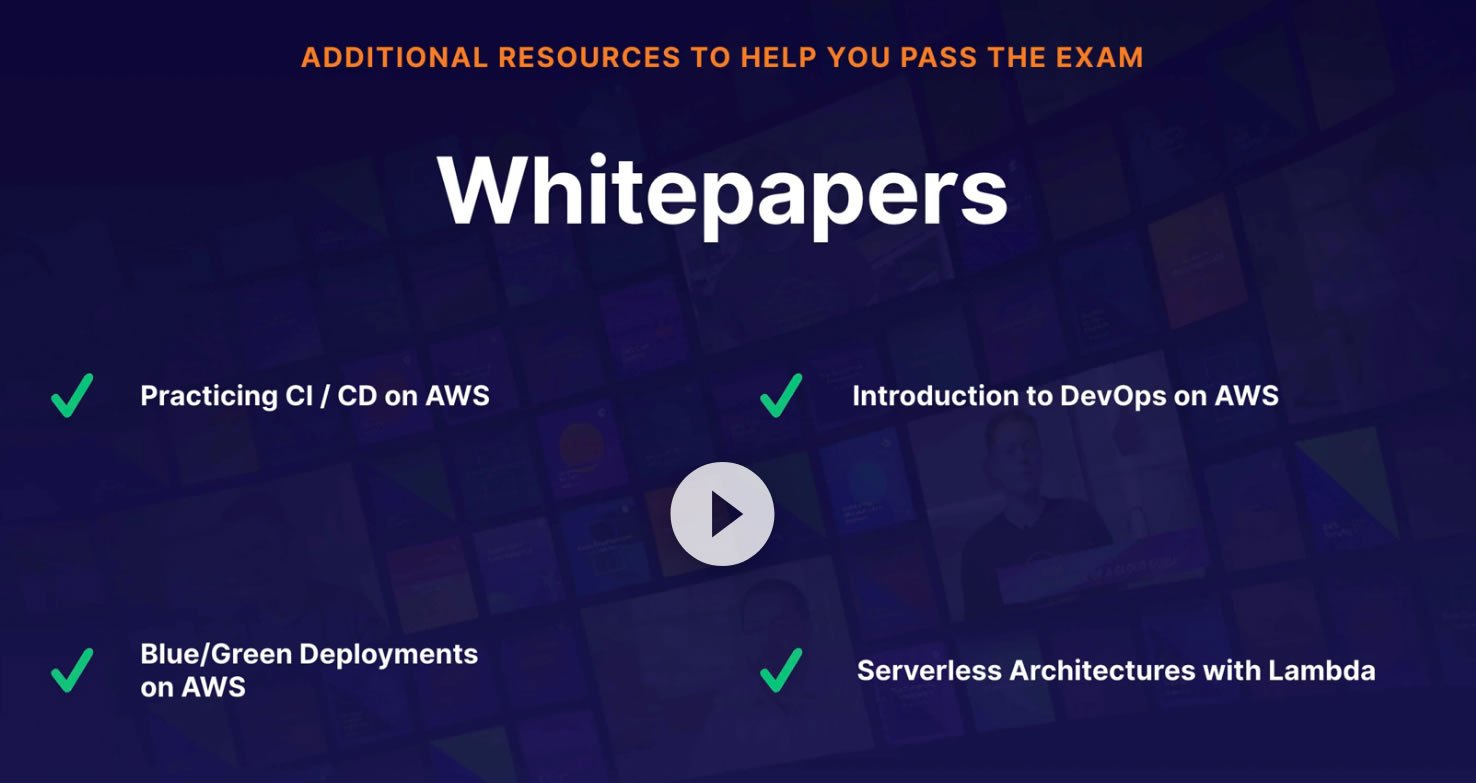 ADDITIONAL RESOURCES TO HELP YOU PASS THE EXAM
Whitepapers
Practicing CI / CD on AWS
Introduction to DevOps on AWS
Blue/Green Deployments
on AWS
Serverless Architectures with Lambda